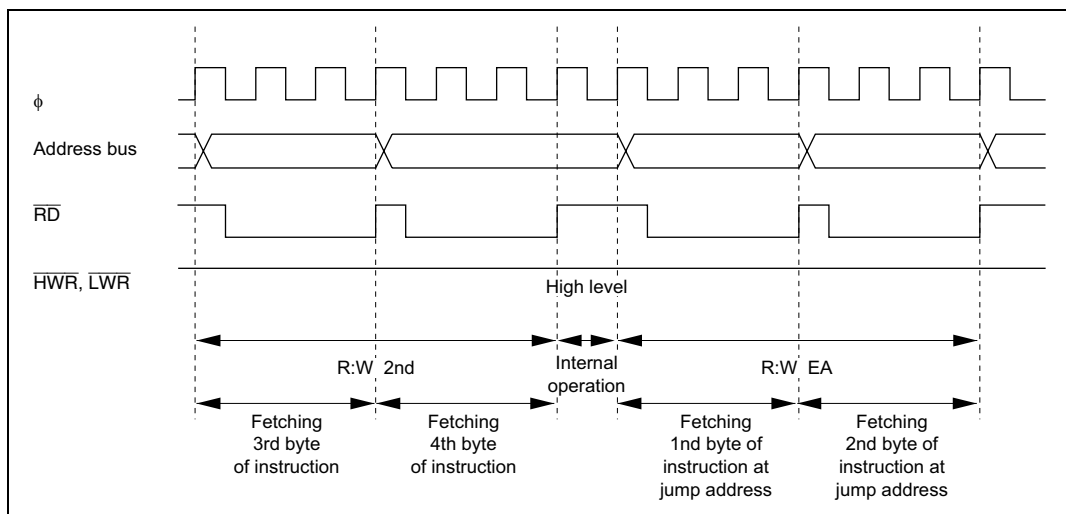 ϕ
Address bus
RD
HWR, LWR
High level
R:W 2nd
Internal
operation
R:W EA
Fetching
3rd byte
of instruction
Fetching
4th byte
of instruction
Fetching
1nd byte of
instruction at
jump address
Fetching
2nd byte of
instruction at
jump address